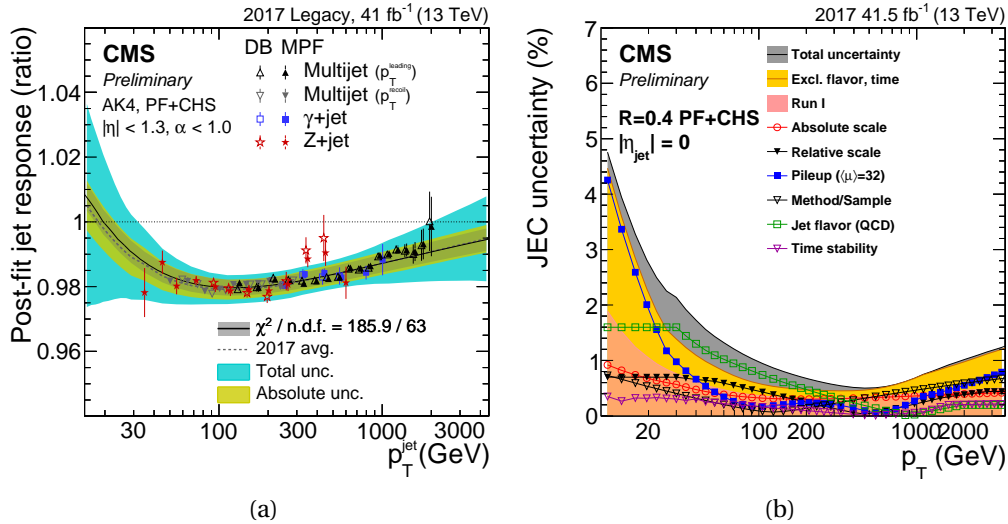 2017 Legacy, 41 fb⁻¹ (13 TeV)
Post-fit jet response (ratio)
CMS
Preliminary
AK4, PF+CHS
|η| < 1.3, α < 1.0
DB MPF
Multijet (p_T^leading)
Multijet (p_T^recoil)
γ+jet
Z+jet
1.04
1.02
1
0.98
0.96
χ² / n.d.f. = 185.9 / 63
2017 avg.
Total unc.
Absolute unc.
30 100 300 1000 3000
p_T^jet (GeV)
(a)
2017 41.5 fb⁻¹ (13 TeV)
JEC uncertainty (%)
CMS
Preliminary
R=0.4 PF+CHS
|η_jet| = 0
Total uncertainty
Excl. flavor, time
Run I
Absolute scale
Relative scale
Pileup (⟨μ⟩=32)
Method/Sample
Jet flavor (QCD)
Time stability
7
6
5
4
3
2
1
0
20 100 200 1000 2000
p_T (GeV)
(b)